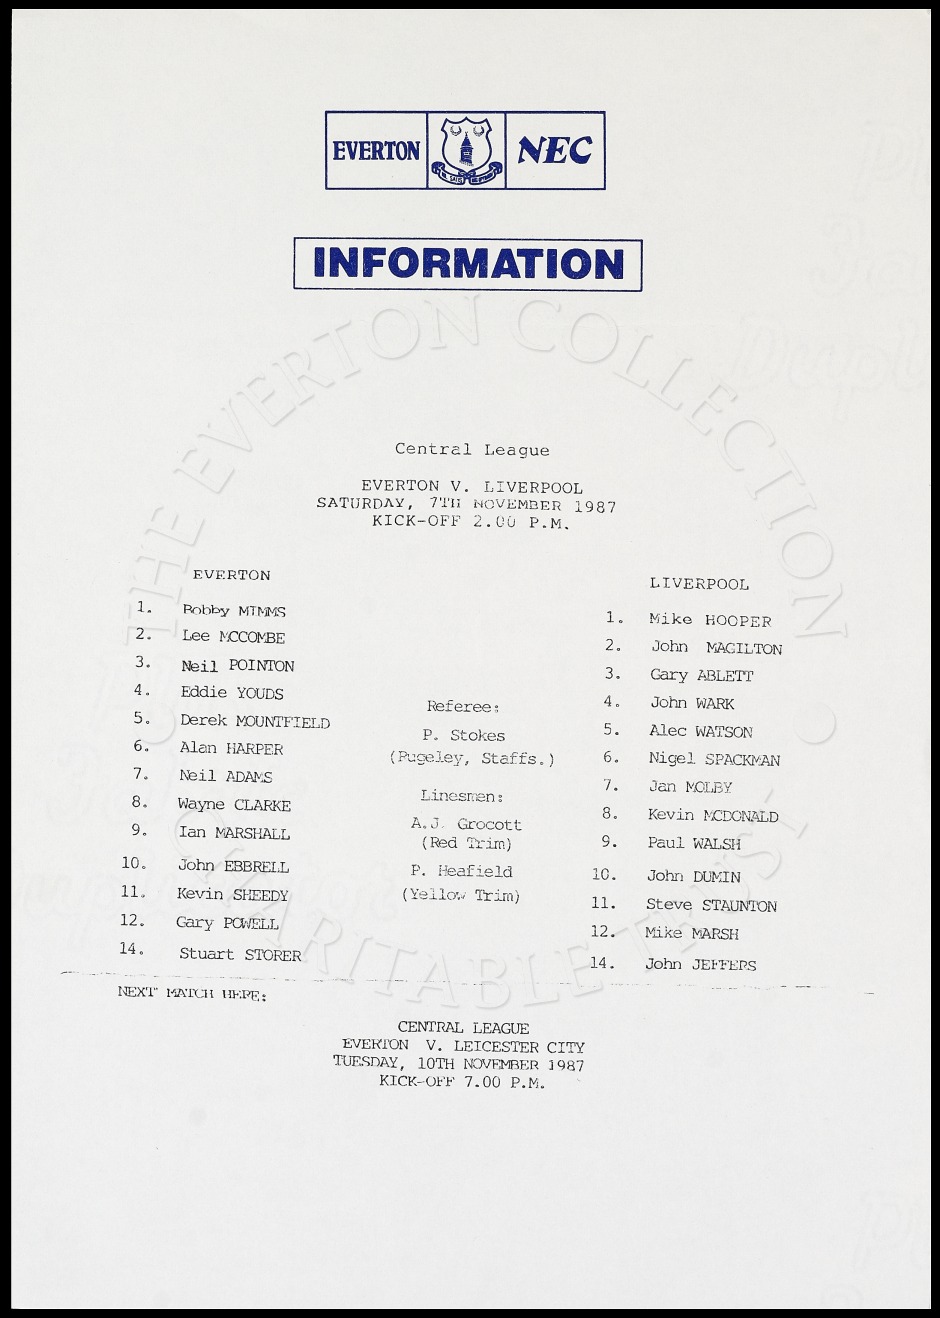 EVERTON NEC
INFORMATION
THE EVERTON COLLECTION
CHARITABLE TRUST
Central League
EVERTON V. LIVERPOOL
SATURDAY, 7TH NOVEMBER 1987
KICK-OFF 2.00 P.M.
EVERTON
1. Bobby MIMMS
2. Lee MCCOMBE
3. Neil POINTON
4. Eddie YOUDS
5. Derek MOUNTFIELD
6. Alan HARPER
7. Neil ADAMS
8. Wayne CLARKE
9. Ian MARSHALL
10. John EBBRELL
11. Kevin SHEEDY
12. Gary POWELL
14. Stuart STORER
Referee:
P. Stokes
(Pugeley, Staffs.)
Linesmen:
A.J. Grocott
(Red Trim)
P. Heafield
(Yellow Trim)
LIVERPOOL
1. Mike HOOPER
2. John MAGILTON
3. Gary ABLETT
4. John WARK
5. Alec WATSON
6. Nigel SPACKMAN
7. Jan MOLBY
8. Kevin MCDONALD
9. Paul WALSH
10. John DUMIN
11. Steve STAUNTON
12. Mike MARSH
14. John JEFFERS
NEXT MATCH HERE:
CENTRAL LEAGUE
EVERTON V. LEICESTER CITY
TUESDAY, 10TH NOVEMBER 1987
KICK-OFF 7.00 P.M.